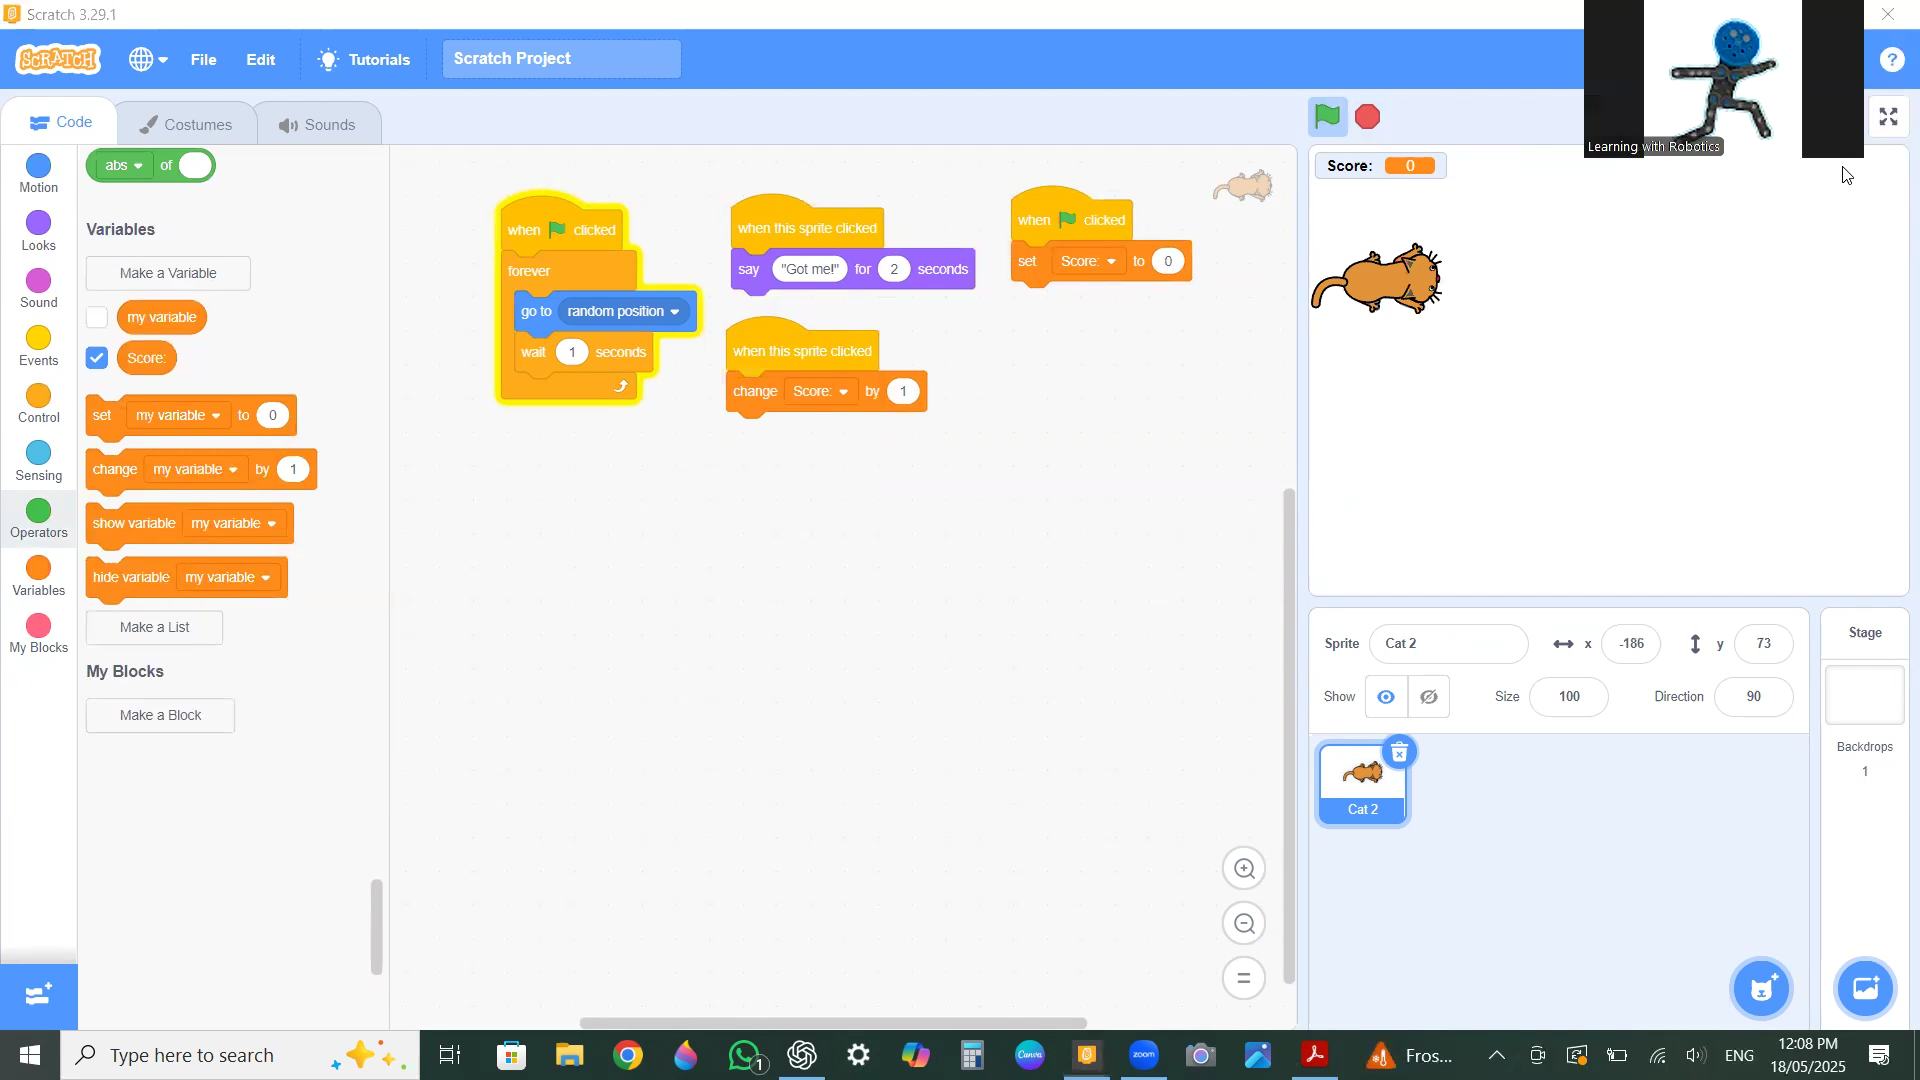 Scratch 3.29.1
SCRATCH
File
Edit
Tutorials
Scratch Project
?
Learning with Robotics
Code
Costumes
Sounds
Motion
Looks
Sound
Events
Control
Sensing
Operators
Variables
My Blocks
abs of
Variables
Make a Variable
my variable
Score:
set my variable to 0
change my variable by 1
show variable my variable
hide variable my variable
Make a List
My Blocks
Make a Block
when clicked
forever
go to random position
wait 1 seconds
when this sprite clicked
say "Got me!" for 2 seconds
when this sprite clicked
change Score: by 1
when clicked
set Score: to 0
Score: 0
Sprite Cat 2 x -186 y 73
Show Size 100 Direction 90
Cat 2
Stage
Backdrops
1
Type here to search
1
Canva
zoom
Fros...
ENG
12:08 PM
18/05/2025